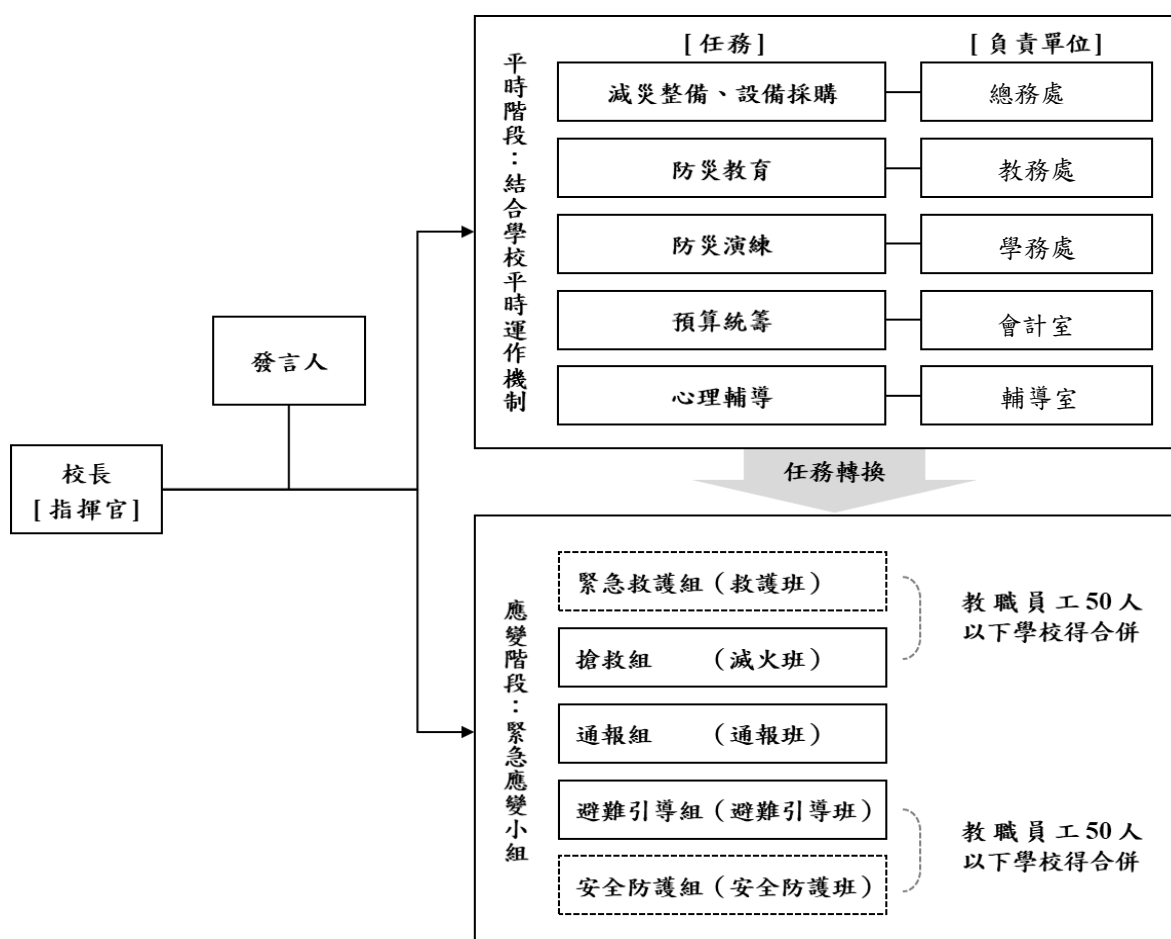 校長
[指揮官]
發言人
平時階段：結合學校平時運作機制
[任務]
[負責單位]
減災整備、設備採購
總務處
防災教育
教務處
防災演練
學務處
預算統籌
會計室
心理輔導
輔導室
任務轉換
應變階段：緊急應變小組
緊急救護組（救護班）
搶救組　　（滅火班）
教職員工50人
以下學校得合併
通報組　　（通報班）
避難引導組（避難引導班）
安全防護組（安全防護班）
教職員工50人
以下學校得合併